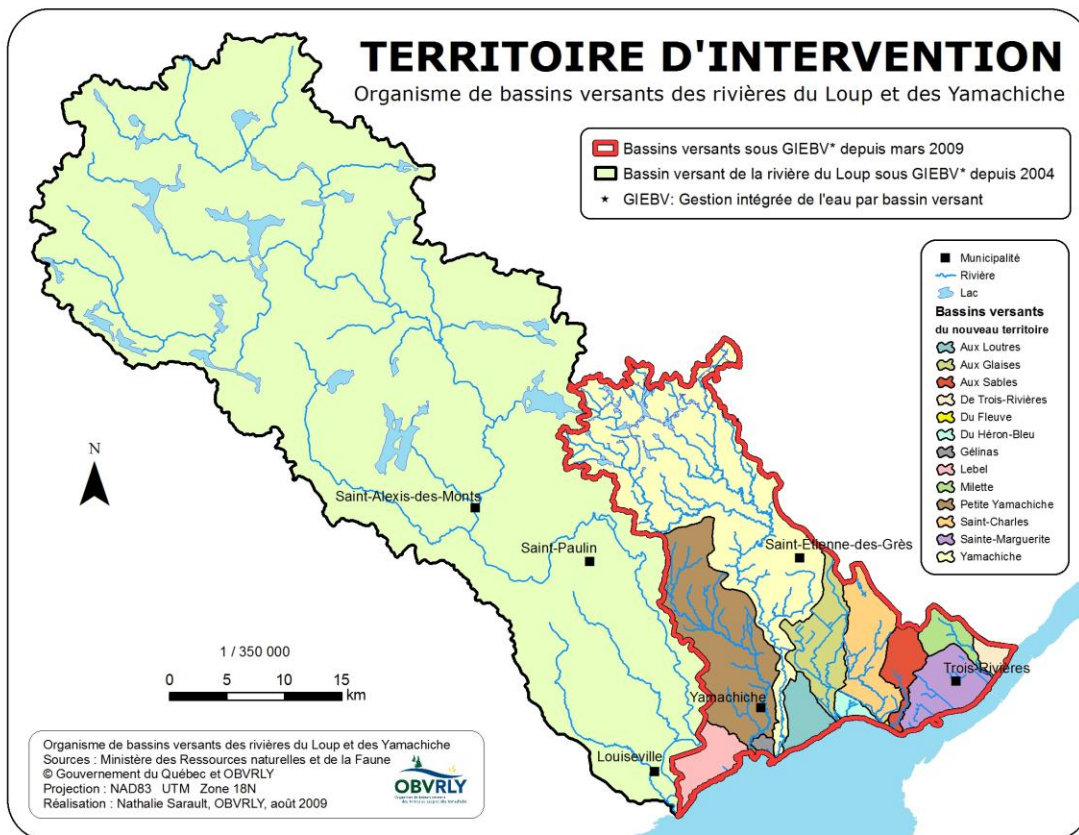 TERRITOIRE D'INTERVENTION
Organisme de bassins versants des rivières du Loup et des Yamachiche
Bassins versants sous GIEBV* depuis mars 2009
Bassin versant de la rivière du Loup sous GIEBV* depuis 2004
* GIEBV: Gestion intégrée de l'eau par bassin versant
Municipalité
Rivière
Lac
Bassins versants
du nouveau territoire
Aux Loutres
Aux Glaises
Aux Sables
De Trois-Rivières
Du Fleuve
Du Héron-Bleu
Gélinas
Lebel
Milette
Petite Yamachiche
Saint-Charles
Sainte-Marguerite
Yamachiche
N
Saint-Alexis-des-Monts
Saint-Paulin
Saint-Etienne-des-Grès
Trois-Rivières
Yamachiche
Louiseville
1 / 350 000
0 5 10 15
km
Organisme de bassins versants des rivières du Loup et des Yamachiche
Sources : Ministère des Ressources naturelles et de la Faune
© Gouvernement du Québec et OBVRLY
Projection : NAD83 UTM Zone 18N
Réalisation : Nathalie Sarault, OBVRLY, août 2009
OBVRLY